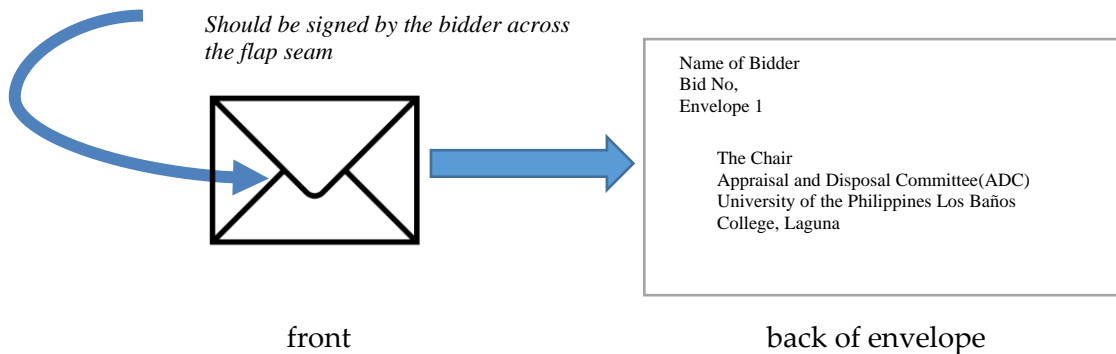 Should be signed by the bidder across
the flap seam
Name of Bidder
Bid No,
Envelope 1
The Chair
Appraisal and Disposal Committee(ADC)
University of the Philippines Los Baños
College, Laguna
front
back of envelope